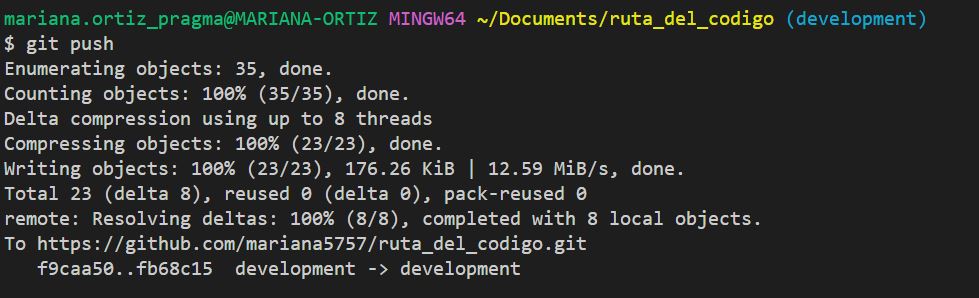 mariana.ortiz_pragma@MARIANA-ORTIZ MINGW64 ~/Documents/ruta_del_codigo (development)
$ git push
Enumerating objects: 35, done.
Counting objects: 100% (35/35), done.
Delta compression using up to 8 threads
Compressing objects: 100% (23/23), done.
Writing objects: 100% (23/23), 176.26 KiB | 12.59 MiB/s, done.
Total 23 (delta 8), reused 0 (delta 0), pack-reused 0
remote: Resolving deltas: 100% (8/8), completed with 8 local objects.
To https://github.com/mariana5757/ruta_del_codigo.git
   f9caa50..fb68c15  development -> development